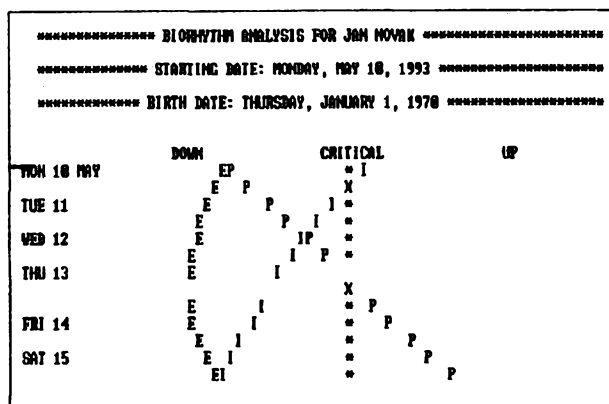 ************** BIORHYTHM ANALYSIS FOR JAN NOVAK **********************
************* STARTING DATE: MONDAY, MAY 10, 1993 *********************
************ BIRTH DATE: THURSDAY, JANUARY 1, 1970 *******************
DOWN CRITICAL UP
MON 10 MAY EP * I
E P X
TUE 11 E P I *
E P I *
WED 12 E IP *
E I P *
THU 13 E I
X
E I * P
FRI 14 E I * P
E I * P
SAT 15 E I * P
EI * P